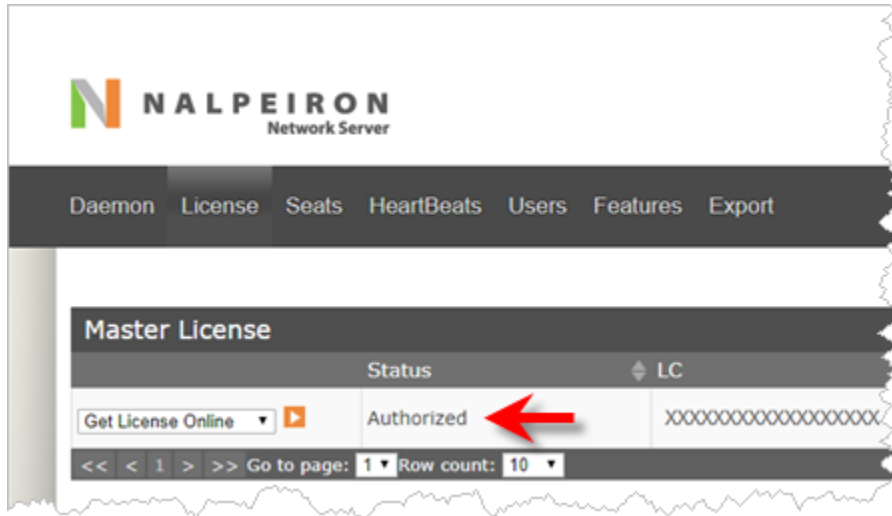 NALPEIRON
Network Server
Daemon License Seats HeartBeats Users Features Export
Master License
Status LC
Get License Online Authorized XXXXXXXXXXXXXXXXXX
<< < 1 > >> Go to page: 1 Row count: 10